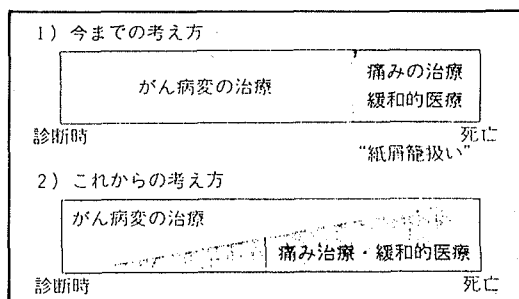 1) 今までの考え方
がん病変の治療
痛みの治療
緩和的医療
診断時
死亡
“紙屑籠扱い”
2) これからの考え方
がん病変の治療
痛み治療・緩和的医療
診断時
死亡